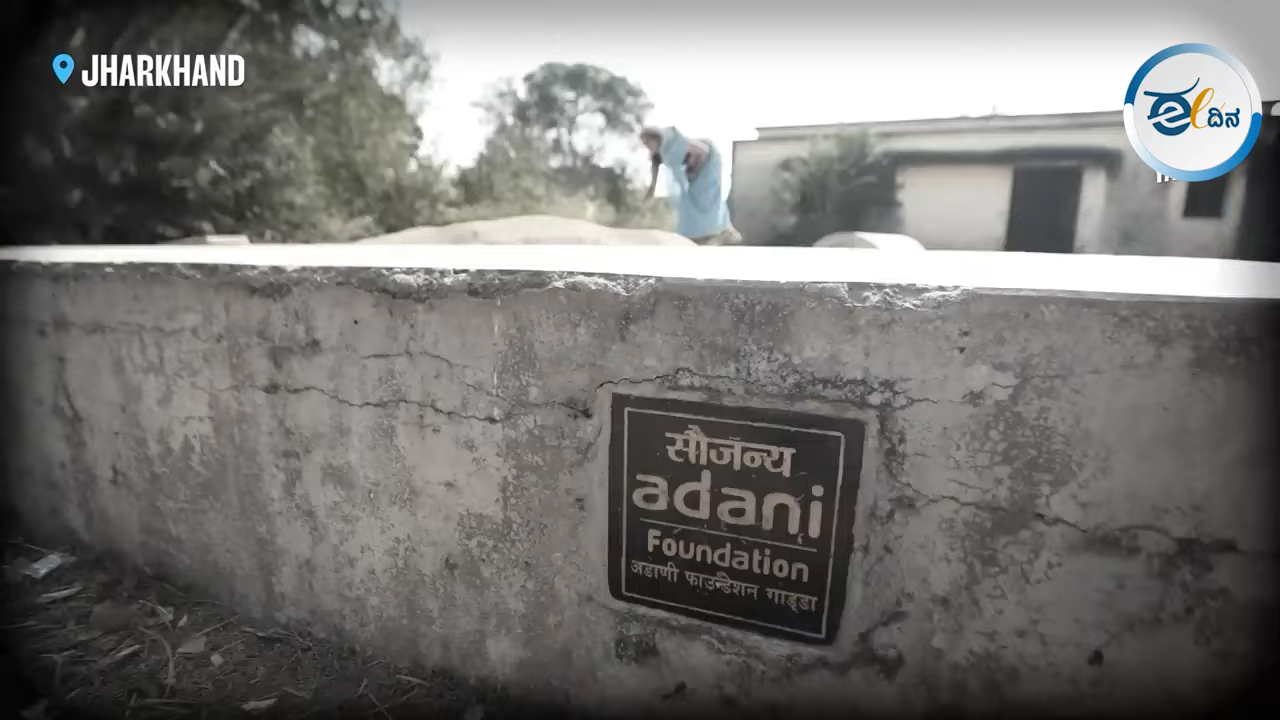 JHARKHAND
ದಿನ
सौजन्य
adani
Foundation
अडाणी फाउन्डेशन गोड्डा